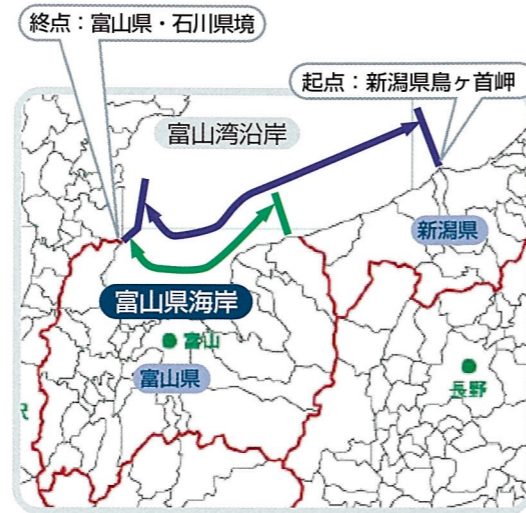 終点：富山県・石川県境
起点：新潟県鳥ヶ首岬
富山湾沿岸
新潟県
富山県海岸
富山
富山県
長野
沢